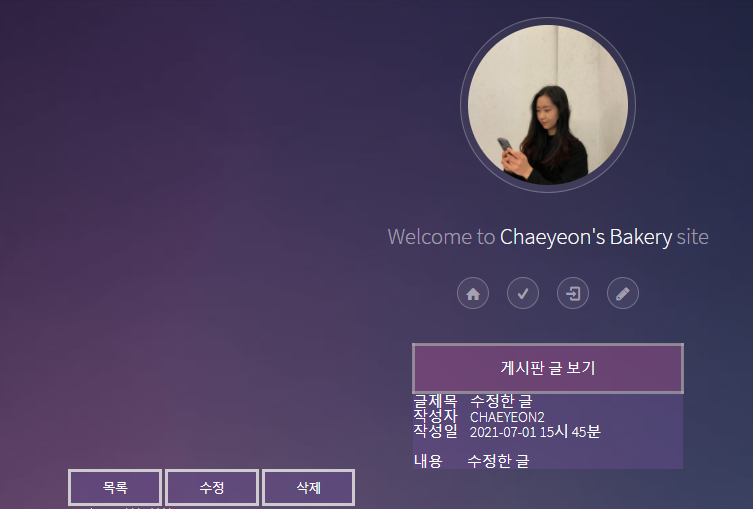 Welcome to Chaeyeon's Bakery site
게시판 글 보기
글제목 수정한 글
작성자 CHAEYEON2
작성일 2021-07-01 15시 45분
내용 수정한 글
목록 수정 삭제